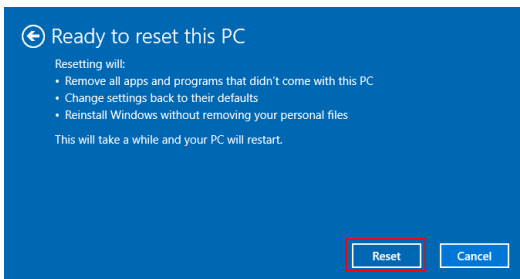 Ready to reset this PC
Resetting will:
• Remove all apps and programs that didn't come with this PC
• Change settings back to their defaults
• Reinstall Windows without removing your personal files
This will take a while and your PC will restart.
Reset Cancel